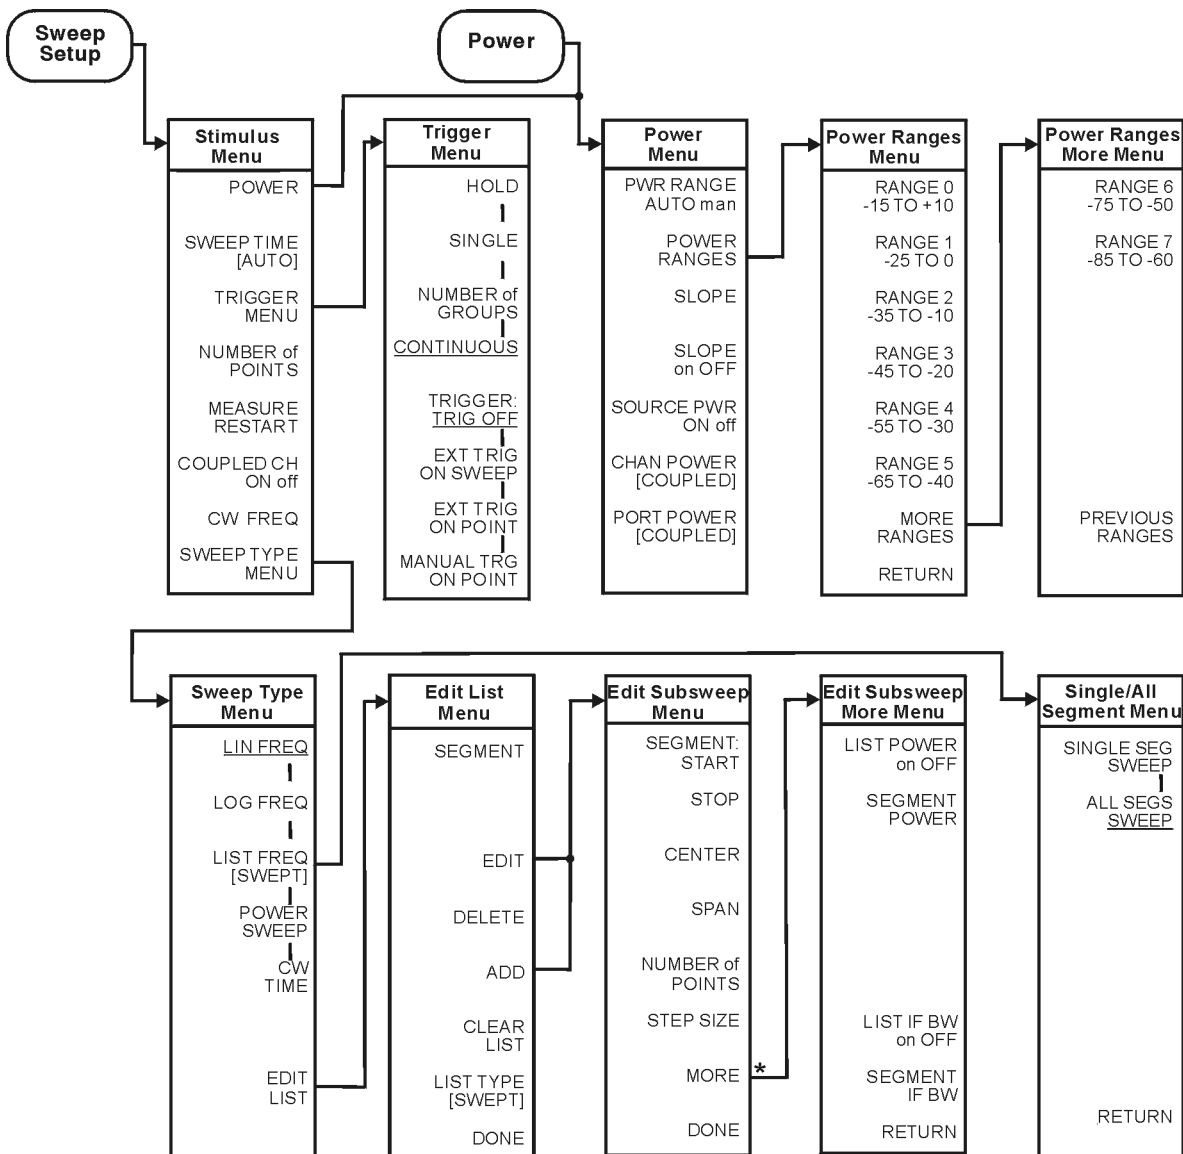 Sweep
Setup
Power
Stimulus
Menu
POWER
SWEEP TIME
[AUTO]
TRIGGER
MENU
NUMBER of
POINTS
MEASURE
RESTART
COUPLED CH
ON off
CW FREQ
SWEEP TYPE
MENU
Trigger
Menu
HOLD
SINGLE
NUMBER of
GROUPS
CONTINUOUS
TRIGGER:
TRIG OFF
EXT TRIG
ON SWEEP
EXT TRIG
ON POINT
MANUAL TRG
ON POINT
Power
Menu
PWR RANGE
AUTO man
POWER
RANGES
SLOPE
SLOPE
on OFF
SOURCE PWR
ON off
CHAN POWER
[COUPLED]
PORT POWER
[COUPLED]
Power Ranges
Menu
RANGE 0
-15 TO +10
RANGE 1
-25 TO 0
RANGE 2
-35 TO -10
RANGE 3
-45 TO -20
RANGE 4
-55 TO -30
RANGE 5
-65 TO -40
MORE
RANGES
RETURN
Power Ranges
More Menu
RANGE 6
-75 TO -50
RANGE 7
-85 TO -60
PREVIOUS
RANGES
Sweep Type
Menu
LIN FREQ
LOG FREQ
LIST FREQ
[SWEPT]
POWER
SWEEP
CW
TIME
EDIT
LIST
Edit List
Menu
SEGMENT
EDIT
DELETE
ADD
CLEAR
LIST
LIST TYPE
[SWEPT]
DONE
Edit Subsweep
Menu
SEGMENT:
START
STOP
CENTER
SPAN
NUMBER of
POINTS
STEP SIZE
MORE *
DONE
Edit Subsweep
More Menu
LIST POWER
on OFF
SEGMENT
POWER
LIST IF BW
on OFF
SEGMENT
IF BW
RETURN
Single/All
Segment Menu
SINGLE SEG
SWEEP
ALL SEGS
SWEEP
RETURN